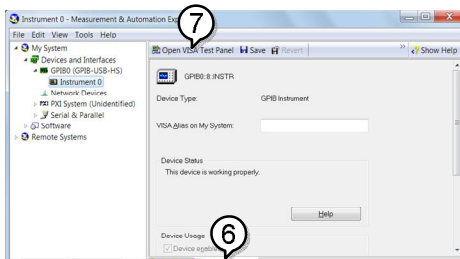 Instrument 0 - Measurement & Automation Exp
7
File Edit View Tools Help
My System
Devices and Interfaces
GPIB0 (GPIB-USB-HS)
Instrument 0
Network Devices
PXI PXI System (Unidentified)
Serial & Parallel
Software
Remote Systems
Open VISA Test Panel Save Revert » Show Help
GPIB0::8::INSTR
Device Type: GPIB Instrument
VISA Alias on My System:
Device Status
This device is working properly.
Help
Device Usage
Device enable
6